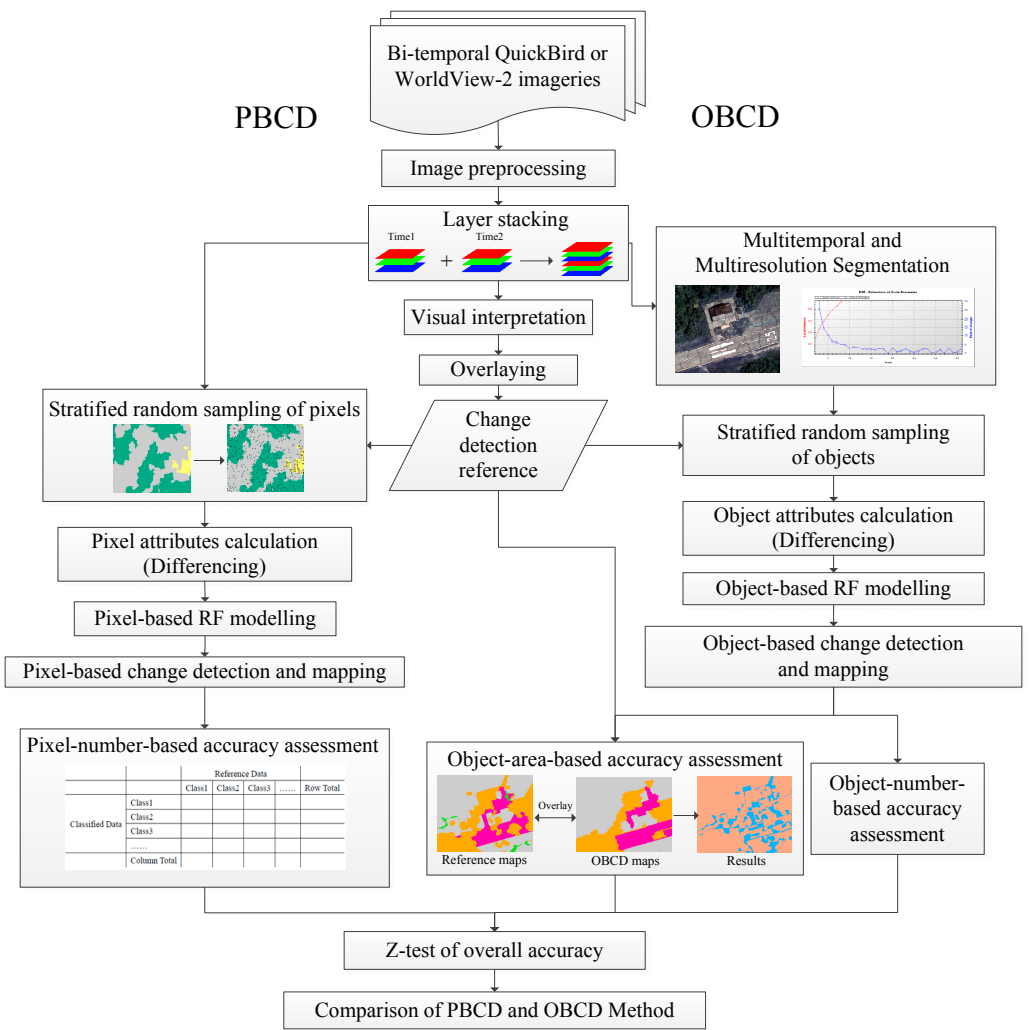 Bi-temporal QuickBird or
WorldView-2 imageries
PBCD
OBCD
Image preprocessing
Layer stacking
Time1
Time2
+
Multitemporal and
Multiresolution Segmentation
Visual interpretation
Overlaying
Stratified random sampling of pixels
Change
detection
reference
Stratified random sampling
of objects
Pixel attributes calculation
(Differencing)
Object attributes calculation
(Differencing)
Pixel-based RF modelling
Object-based RF modelling
Pixel-based change detection and mapping
Object-based change detection
and mapping
Pixel-number-based accuracy assessment
Reference Data
Class1 Class2 Class3 ...... Row Total
Classified Data
Class1
Class2
Class3
......
Column Total
Object-area-based accuracy assessment
Overlay
Reference maps
OBCD maps
Results
Object-number-
based accuracy
assessment
Z-test of overall accuracy
Comparison of PBCD and OBCD Method